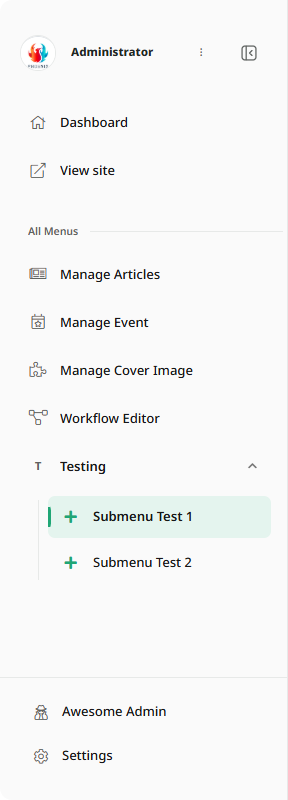 Administrator
Dashboard
View site
All Menus
Manage Articles
Manage Event
Manage Cover Image
Workflow Editor
T Testing
Submenu Test 1
Submenu Test 2
Awesome Admin
Settings